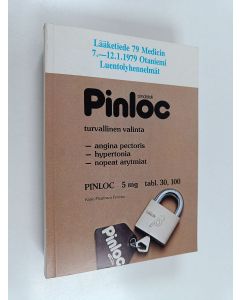 Lääketiede 79 Medicin
7.—12.1.1979 Otaniemi
Luentolyhennelmät
pindololi
Pinloc
turvallinen valinta
— angina pectoris
— hypertonia
— nopeat arytmiat
PINLOC 5 mg tabl. 30, 100
Pinloc